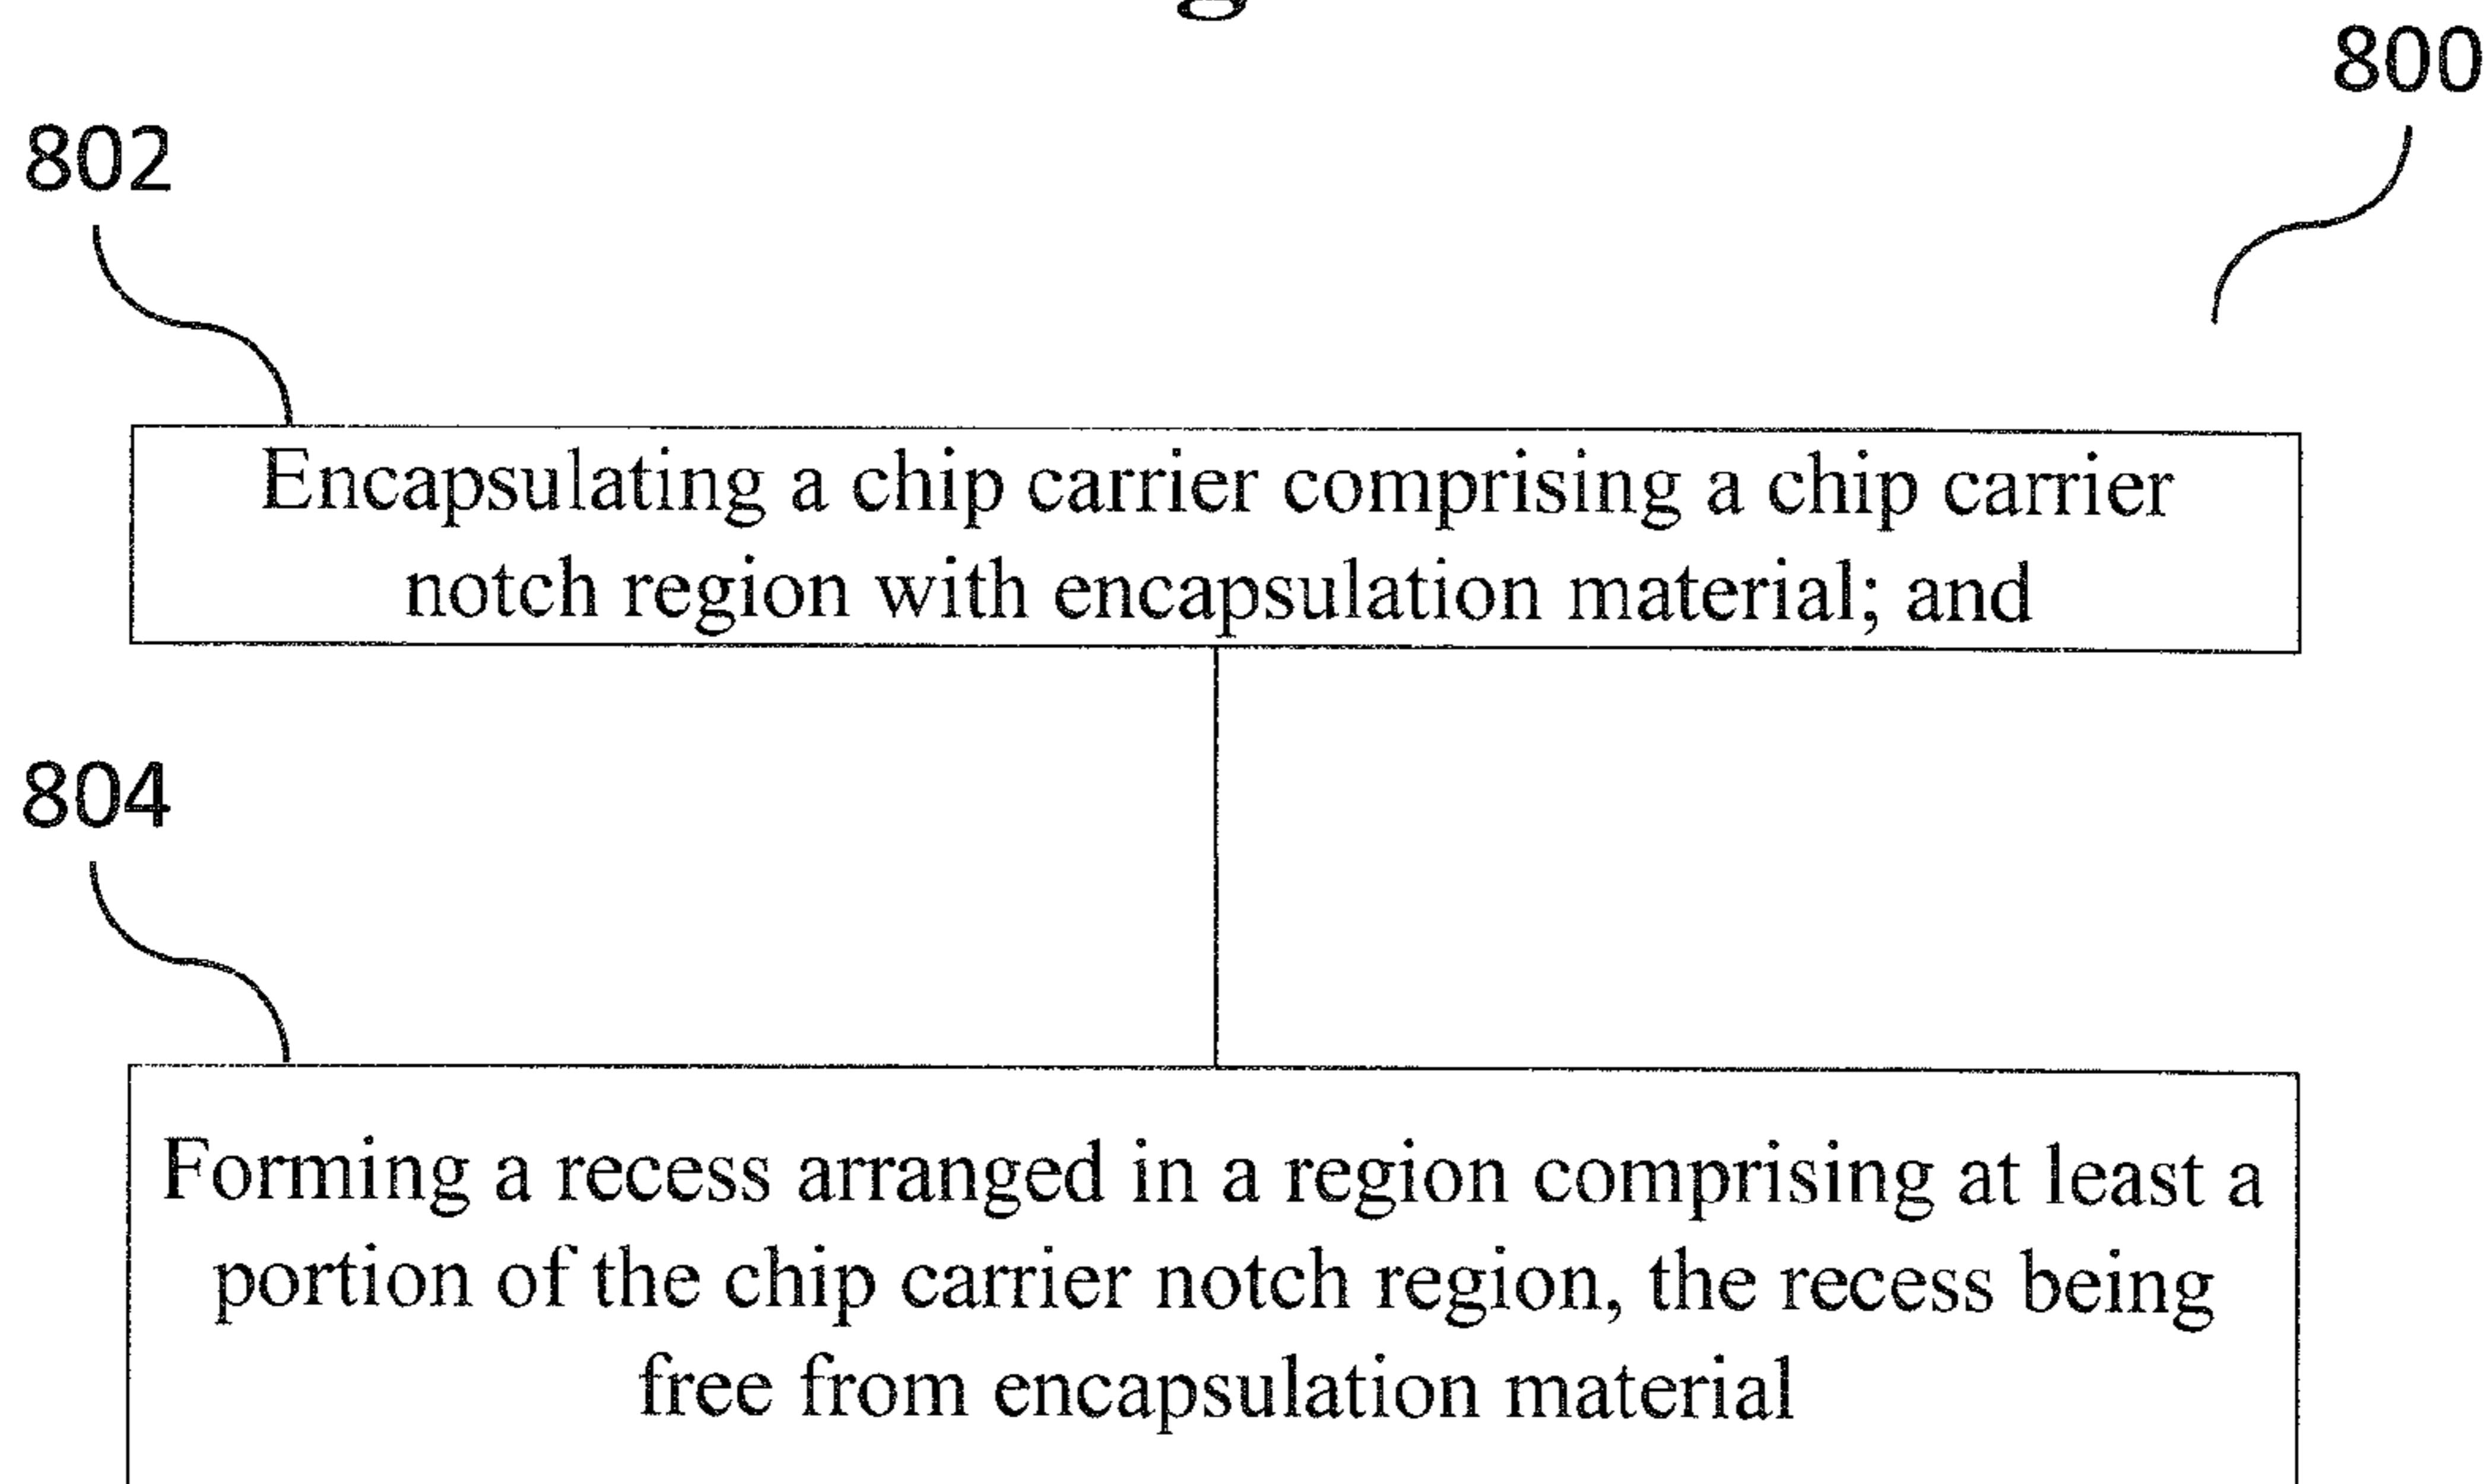 800
802
Encapsulating a chip carrier comprising a chip carrier
notch region with encapsulation material; and
804
Forming a recess arranged in a region comprising at least a
portion of the chip carrier notch region, the recess being
free from encapsulation material